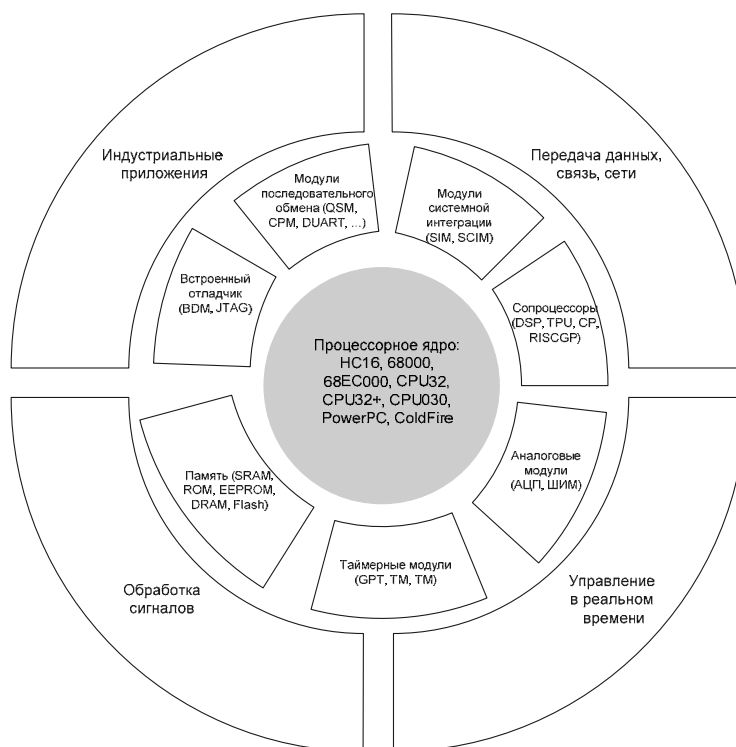 Индустриальные
приложения
Передача данных,
связь, сети
Модули
последовательного
обмена (QSM,
CPM, DUART, ...)
Модули
системной
интеграции
(SIM, SCIM)
Встроенный
отладчик
(BDM, JTAG)
Сопроцессоры
(DSP, TPU, CP,
RISCGP)
Процессорное ядро:
HC16, 68000,
68EC000, CPU32,
CPU32+, CPU030,
PowerPC, ColdFire
Память (SRAM,
ROM, EEPROM,
DRAM, Flash)
Аналоговые
модули
(АЦП, ШИМ)
Таймерные модули
(GPT, TM, TM)
Обработка
сигналов
Управление
в реальном
времени